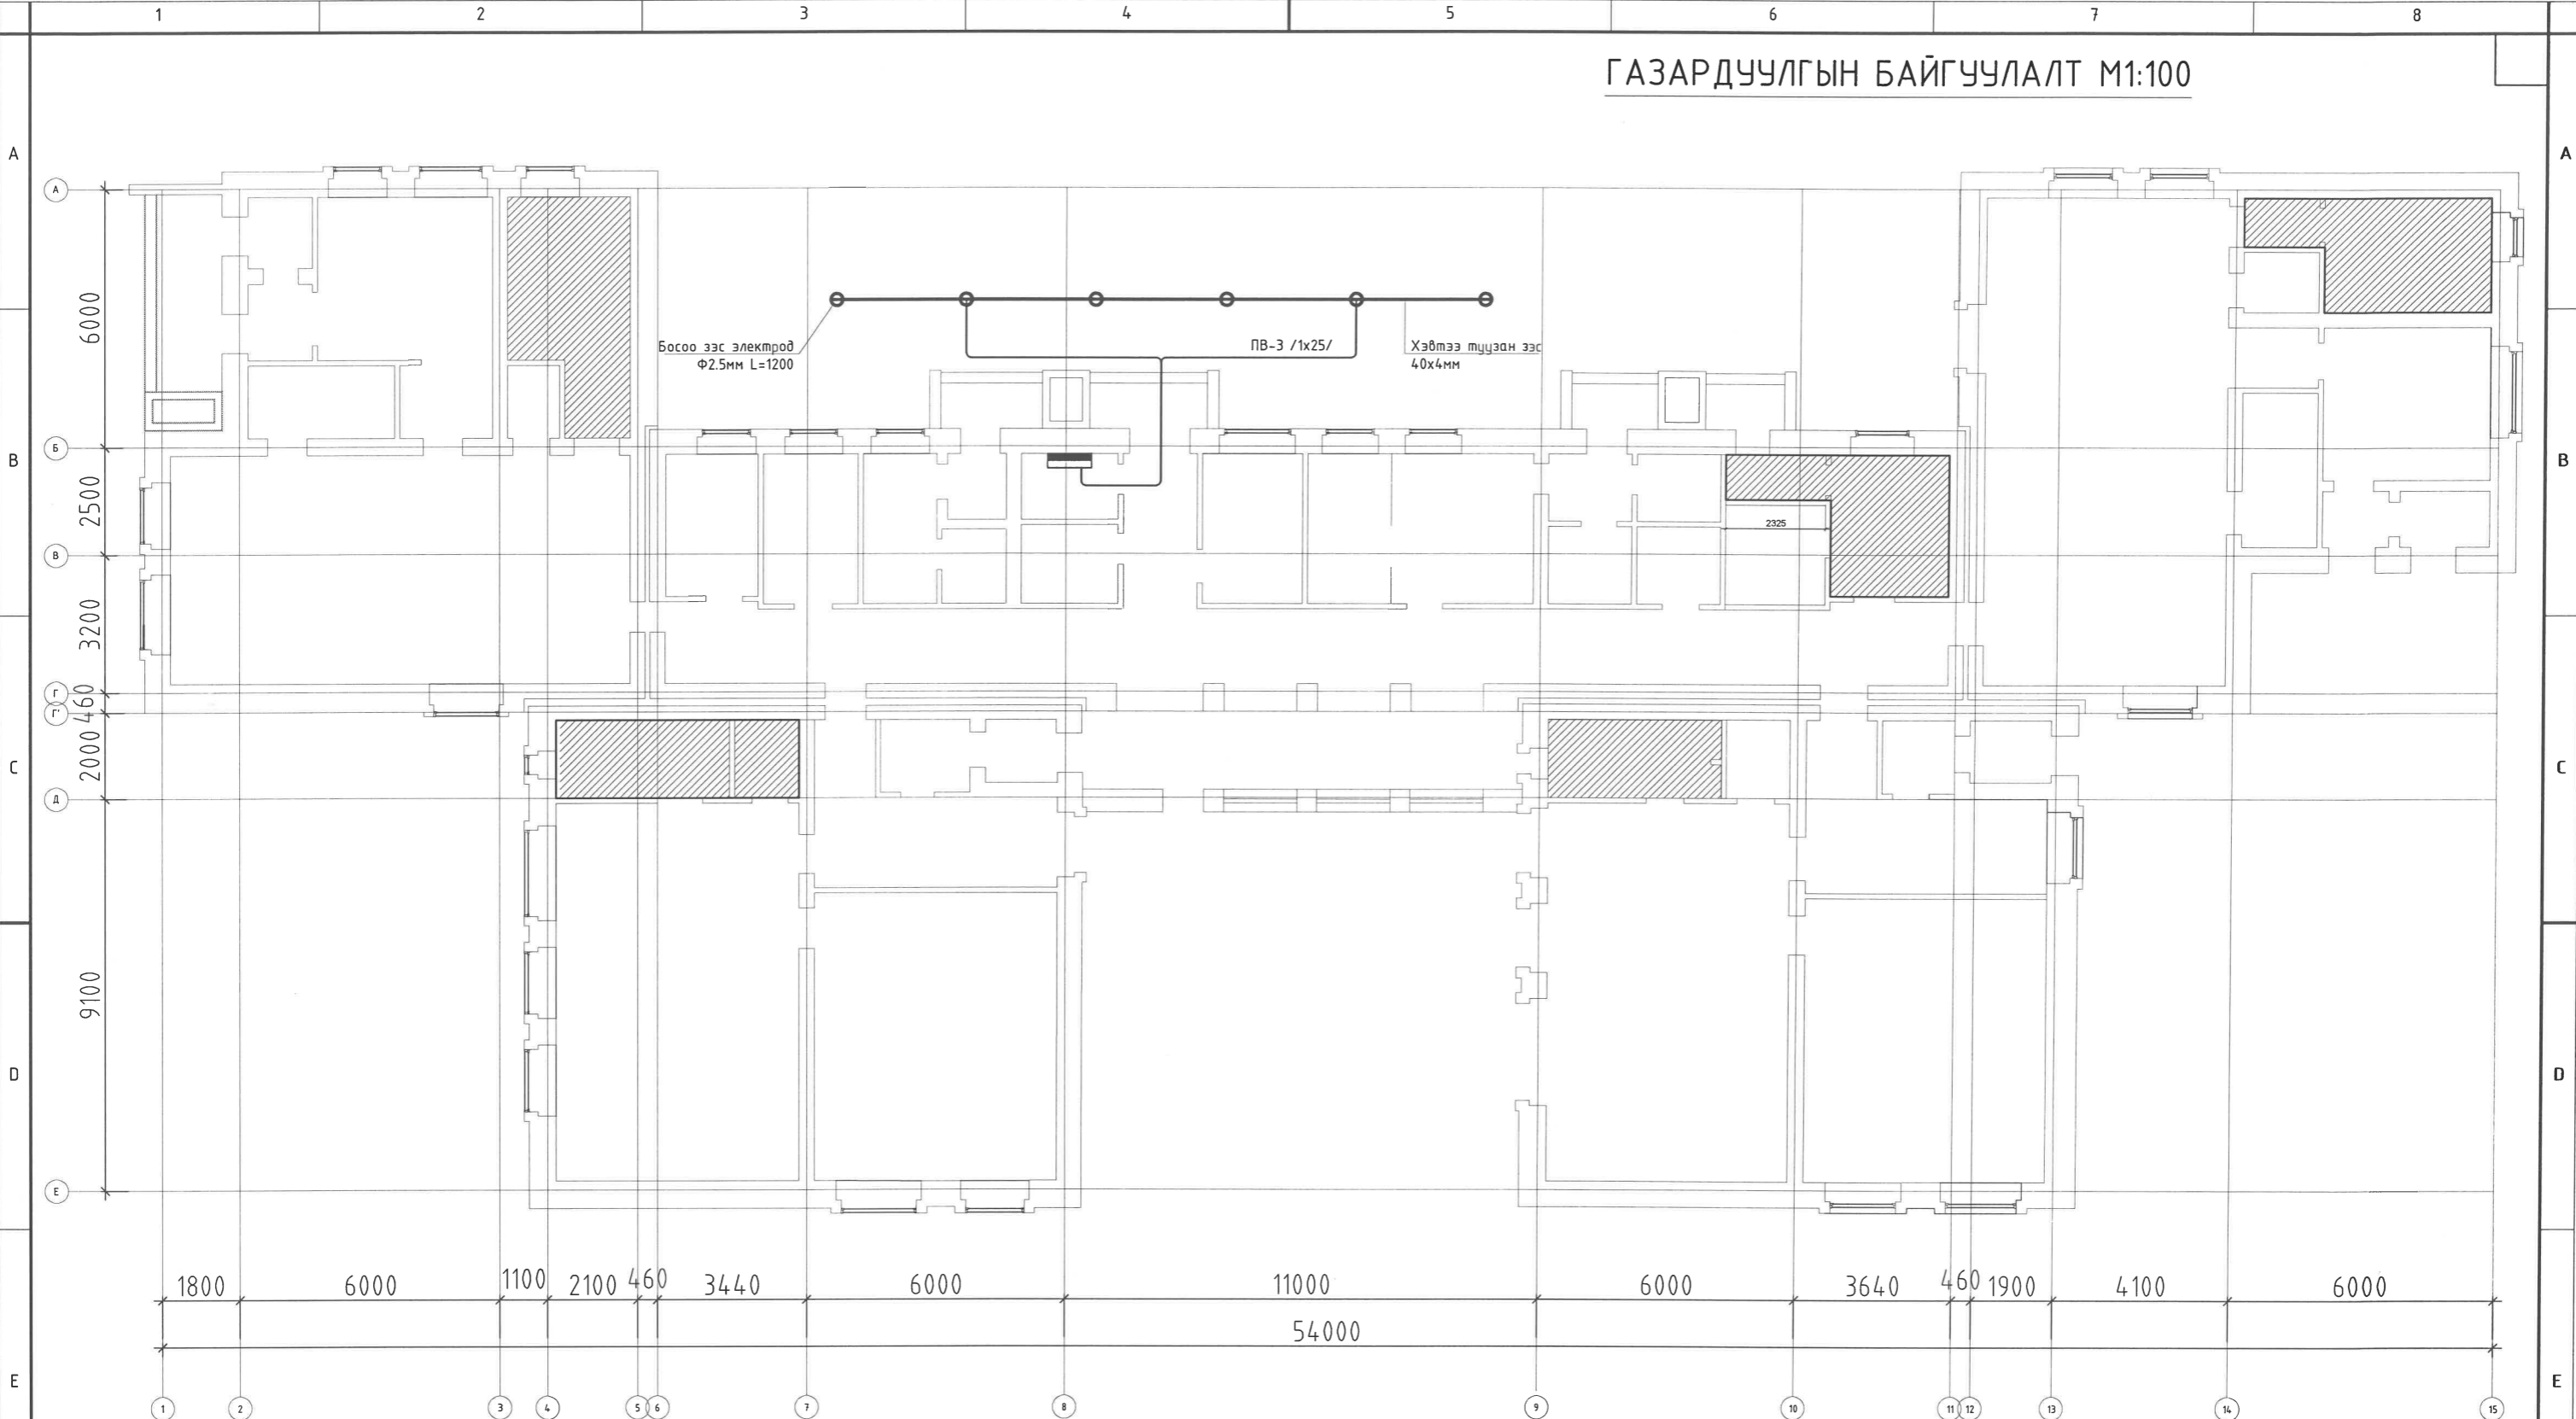 1 2 3 4 5 6 7 8
ГАЗАРДУУЛГЫН БАЙГУУЛАЛТ М1:100
A A
А
6000
Босоо зэс электрод
Ф2.5мм L=1200
ПВ-3 /1x25/
Хэвтээ туузан зэс
40x4мм
Б
B B
2500
2325
В
3200
Г
460
Г'
2000
C C
Д
9100
D D
Е
1800 6000 1100 2100 460 3440 6000 11000 6000 3640 460 1900 4100 6000
54000
E E
1 2 3 4 5 6 7 8 9 10 11 12 13 14 15